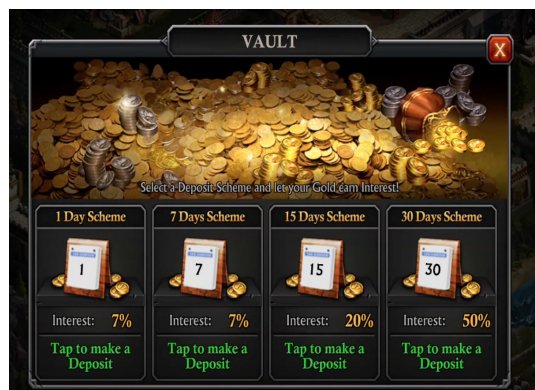 VAULT
X
Select a Deposit Scheme and let your Gold earn Interest!
1 Day Scheme
1
Interest: 7%
Tap to make a
Deposit
7 Days Scheme
7
Interest: 7%
Tap to make a
Deposit
15 Days Scheme
15
Interest: 20%
Tap to make a
Deposit
30 Days Scheme
30
Interest: 50%
Tap to make a
Deposit